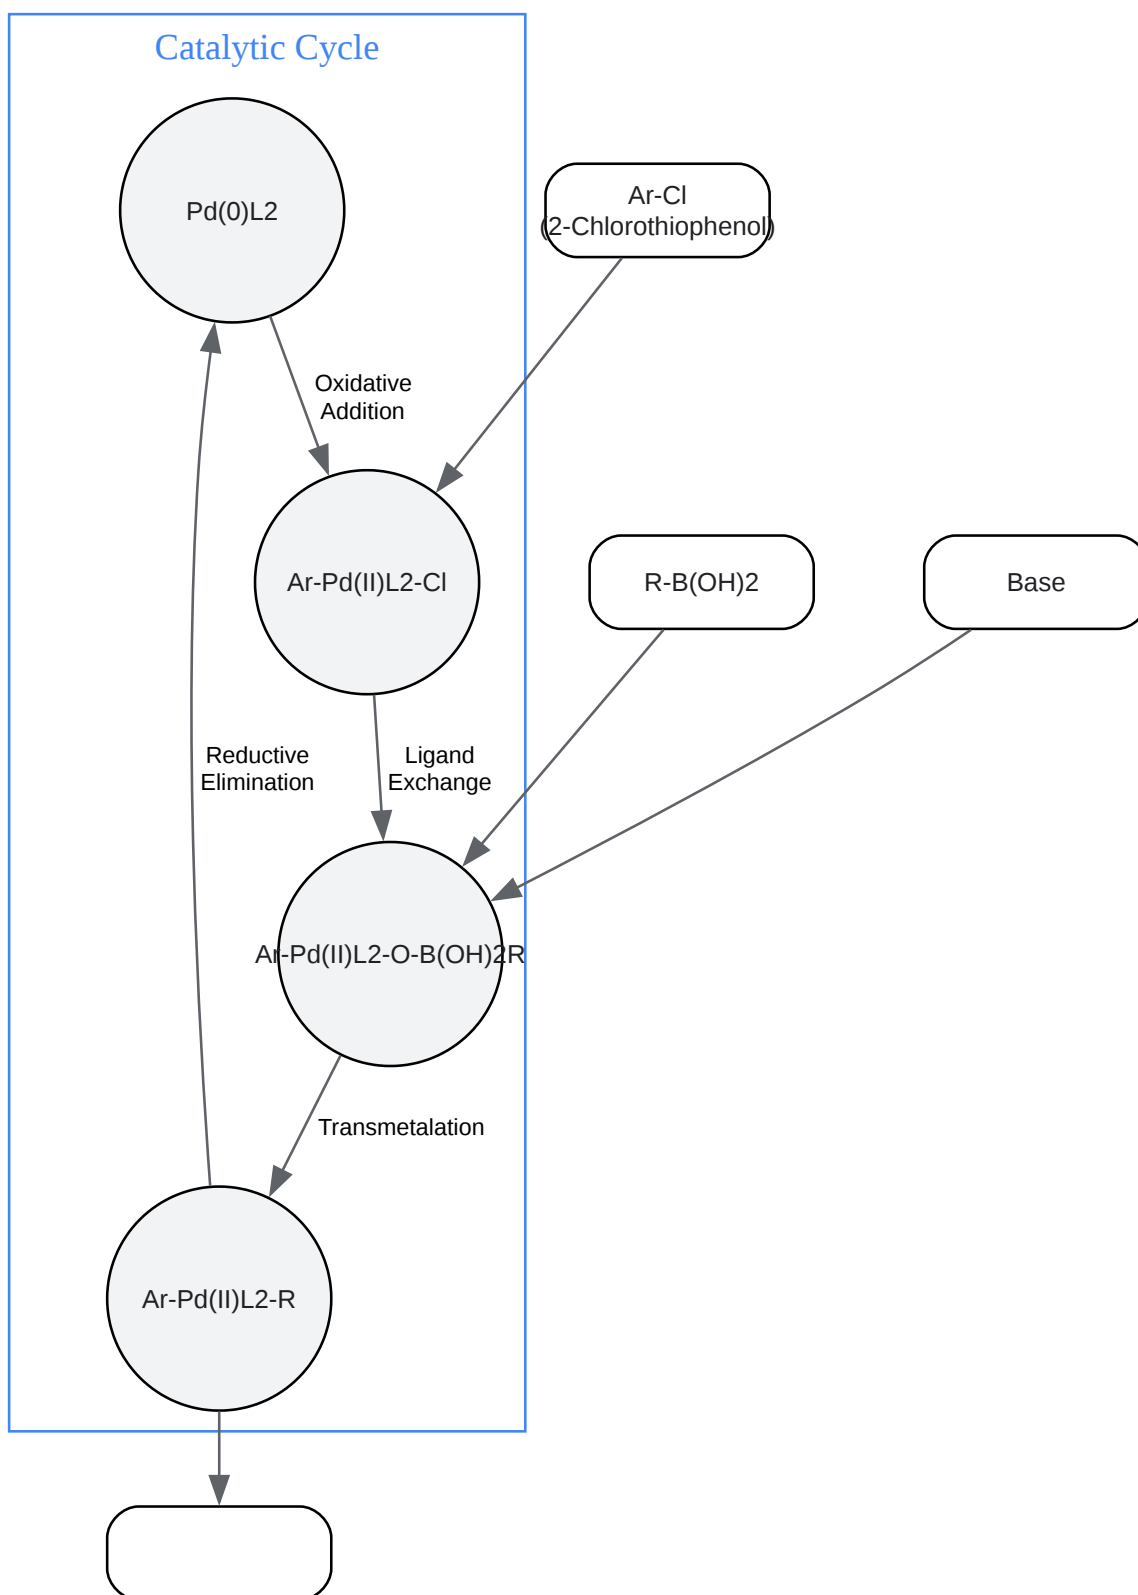 Catalytic Cycle
Pd(0)L2
Ar-Cl
(2-Chlorothiophenol)
Oxidative
Addition
Ar-Pd(II)L2-Cl
R-B(OH)2
Base
Reductive
Elimination
Ligand
Exchange
Ar-Pd(II)L2-O-B(OH)2R
Transmetalation
Ar-Pd(II)L2-R